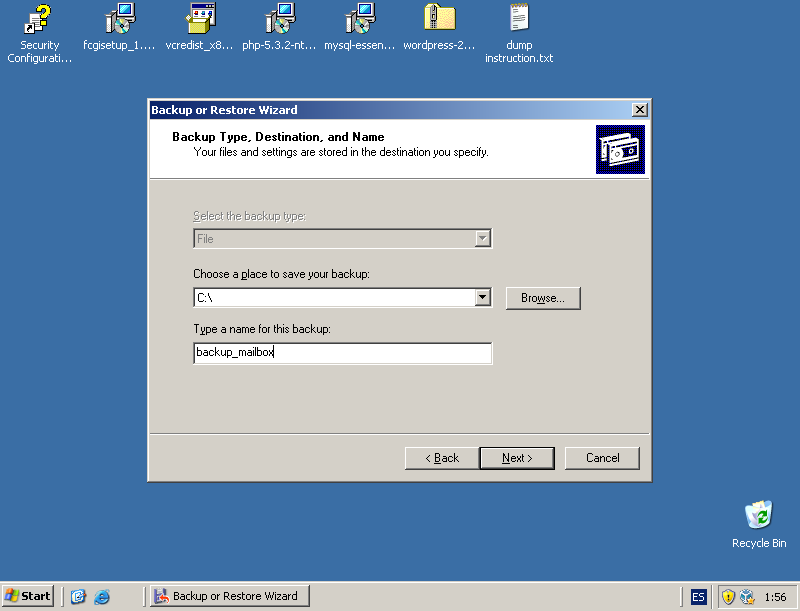 Security
Configurati...
fcgisetup_1....
vcredist_x8...
php-5.3.2-nt...
mysql-essen...
wordpress-2...
dump
instruction.txt
Backup or Restore Wizard
Backup Type, Destination, and Name
Your files and settings are stored in the destination you specify.
Select the backup type:
File
Choose a place to save your backup:
C:\
Browse...
Type a name for this backup:
backup_mailbox
< Back
Next >
Cancel
Recycle Bin
Start
Backup or Restore Wizard
ES
1:56